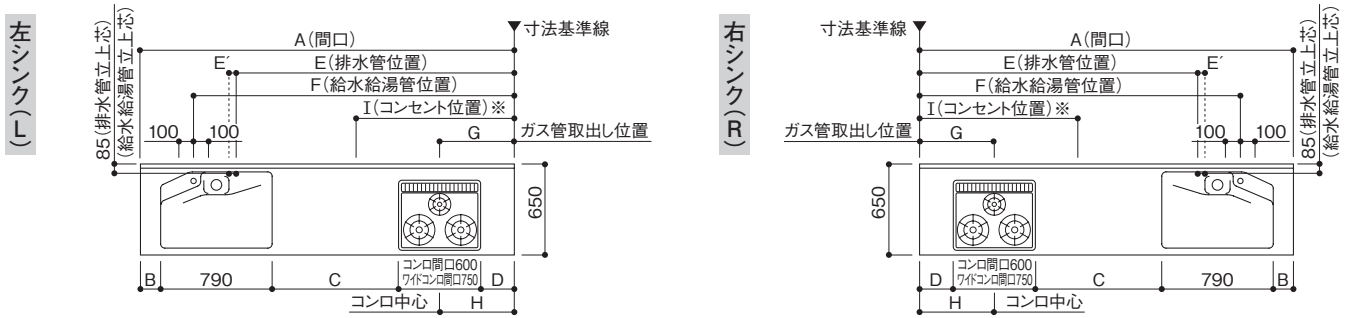 左シンク(L)
85(排水管立上芯)
(給水給湯管立上芯)
▼寸法基準線
A(間口)
E´
E(排水管位置)
F(給水給湯管位置)
I(コンセント位置)※
100
100
G
ガス管取出し位置
650
B
790
C
コンロ間口600
ワイドコンロ間口750
D
コンロ中心
H
右シンク(R)
▼寸法基準線
A(間口)
E(排水管位置)
E´
F(給水給湯管位置)
I(コンセント位置)※
ガス管取出し位置
G
100
100
85(排水管立上芯)
(給水給湯管立上芯)
650
D
コンロ間口600
ワイドコンロ間口750
C
790
B
H
コンロ中心